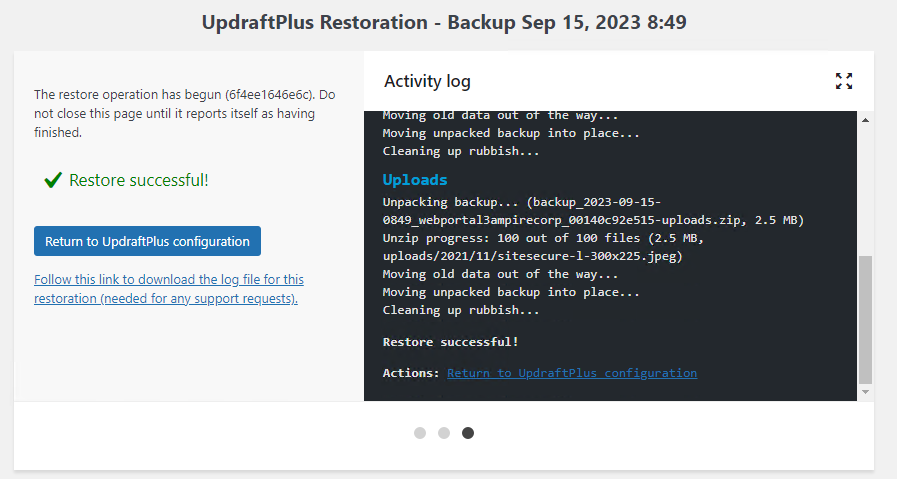 UpdraftPlus Restoration - Backup Sep 15, 2023 8:49
The restore operation has begun (6f4ee1646e6c). Do
not close this page until it reports itself as having
finished.
Restore successful!
Return to UpdraftPlus configuration
Follow this link to download the log file for this
restoration (needed for any support requests).
Activity log
Moving old data out of the way...
Moving unpacked backup into place...
Cleaning up rubbish...
Uploads
Unpacking backup... (backup_2023-09-15-
0849_webportal3ampirecorp_00140c92e515-uploads.zip, 2.5 MB)
Unzip progress: 100 out of 100 files (2.5 MB,
uploads/2021/11/sitesecure-l-300x225.jpeg)
Moving old data out of the way...
Moving unpacked backup into place...
Cleaning up rubbish...
Restore successful!
Actions: Return to UpdraftPlus configuration